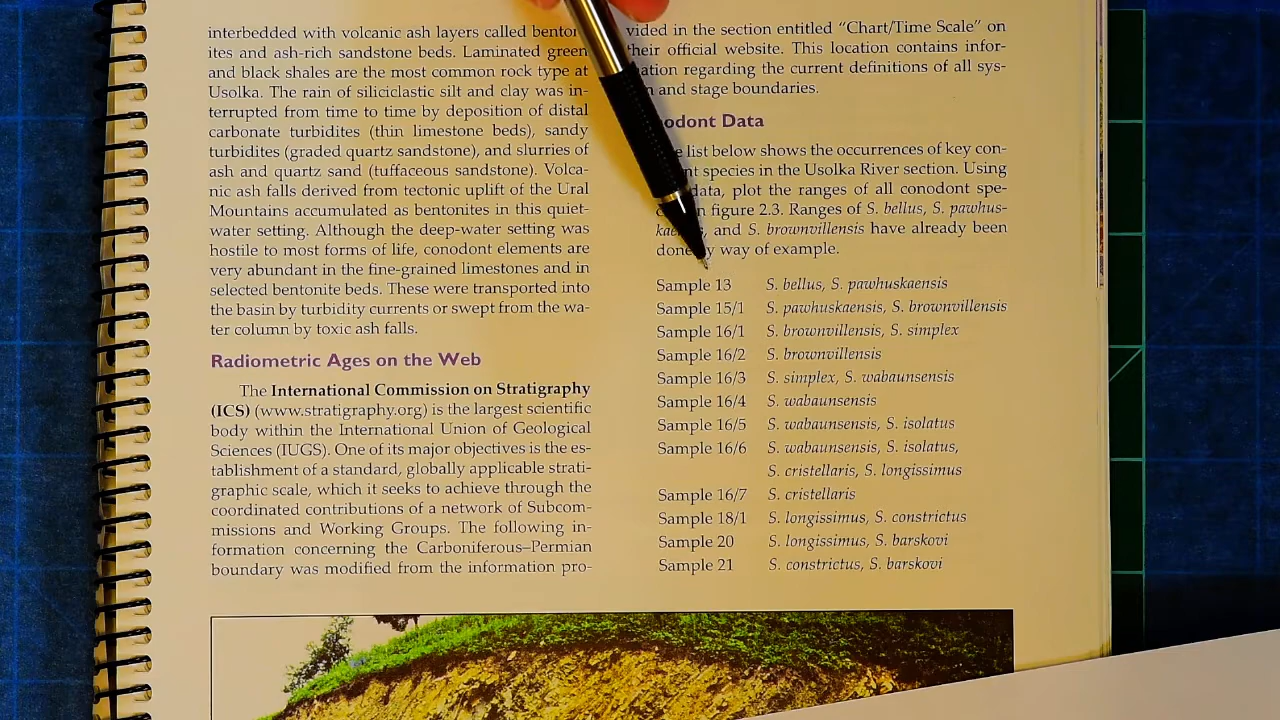 interbedded with volcanic ash layers called benton-
ites and ash-rich sandstone beds. Laminated green
and black shales are the most common rock type at
Usolka. The rain of siliciclastic silt and clay was in-
terrupted from time to time by deposition of distal
carbonate turbidites (thin limestone beds), sandy
turbidites (graded quartz sandstone), and slurries of
ash and quartz sand (tuffaceous sandstone). Volca-
nic ash falls derived from tectonic uplift of the Ural
Mountains accumulated as bentonites in this quiet-
water setting. Although the deep-water setting was
hostile to most forms of life, conodont elements are
very abundant in the fine-grained limestones and in
selected bentonite beds. These were transported into
the basin by turbidity currents or swept from the wa-
ter column by toxic ash falls.
Radiometric Ages on the Web
The International Commission on Stratigraphy
(ICS) (www.stratigraphy.org) is the largest scientific
body within the International Union of Geological
Sciences (IUGS). One of its major objectives is the es-
tablishment of a standard, globally applicable strati-
graphic scale, which it seeks to achieve through the
coordinated contributions of a network of Subcom-
missions and Working Groups. The following in-
formation concerning the Carboniferous–Permian
boundary was modified from the information pro-
vided in the section entitled "Chart/Time Scale" on
their official website. This location contains infor-
mation regarding the current definitions of all sys-
and stage boundaries.
Conodont Data
list below shows the occurrences of key con-
species in the Usolka River section. Using
data, plot the ranges of all conodont spe-
figure 2.3. Ranges of S. bellus, S. pawhus-
and S. brownvillensis have already been
done by way of example.
Sample 13 S. bellus, S. pawhuskaensis
Sample 15/1 S. pawhuskaensis, S. brownvillensis
Sample 16/1 S. brownvillensis, S. simplex
Sample 16/2 S. brownvillensis
Sample 16/3 S. simplex, S. wabaunsensis
Sample 16/4 S. wabaunsensis
Sample 16/5 S. wabaunsensis, S. isolatus
Sample 16/6 S. wabaunsensis, S. isolatus,
S. cristellaris, S. longissimus
Sample 16/7 S. cristellaris
Sample 18/1 S. longissimus, S. constrictus
Sample 20 S. longissimus, S. barskovi
Sample 21 S. constrictus, S. barskovi